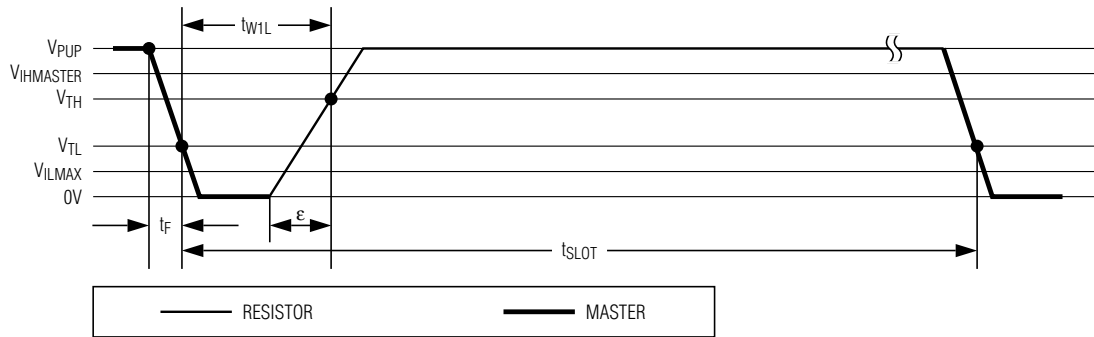 tW1L
VPUP
VIHMASTER
VTH
VTL
VILMAX
0V
tF
ε
tSLOT
RESISTOR
MASTER